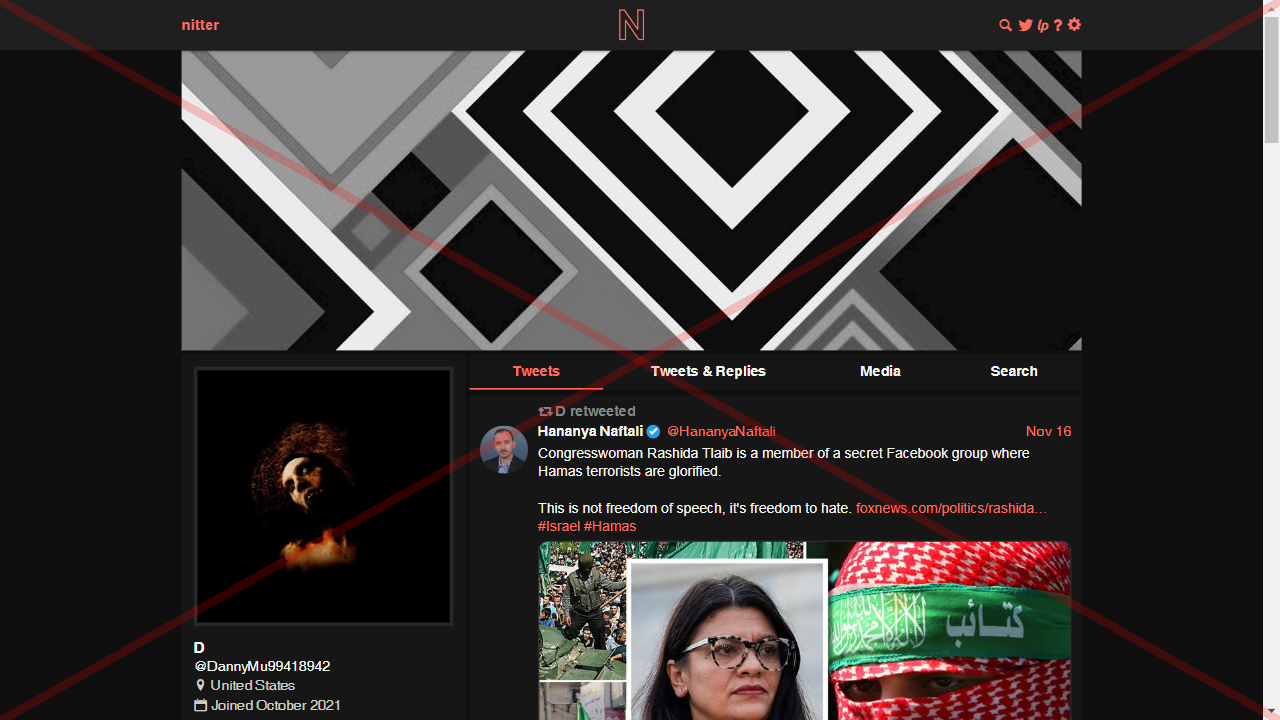 nitter
N
lp ?
Tweets
Tweets & Replies
Media
Search
D retweeted
Hananya Naftali @HananyaNaftali
Nov 16
Congresswoman Rashida Tlaib is a member of a secret Facebook group where
Hamas terrorists are glorified.
This is not freedom of speech, it's freedom to hate. foxnews.com/politics/rashida…
#Israel #Hamas
كتائب
D
@DannyMu99418942
United States
Joined October 2021